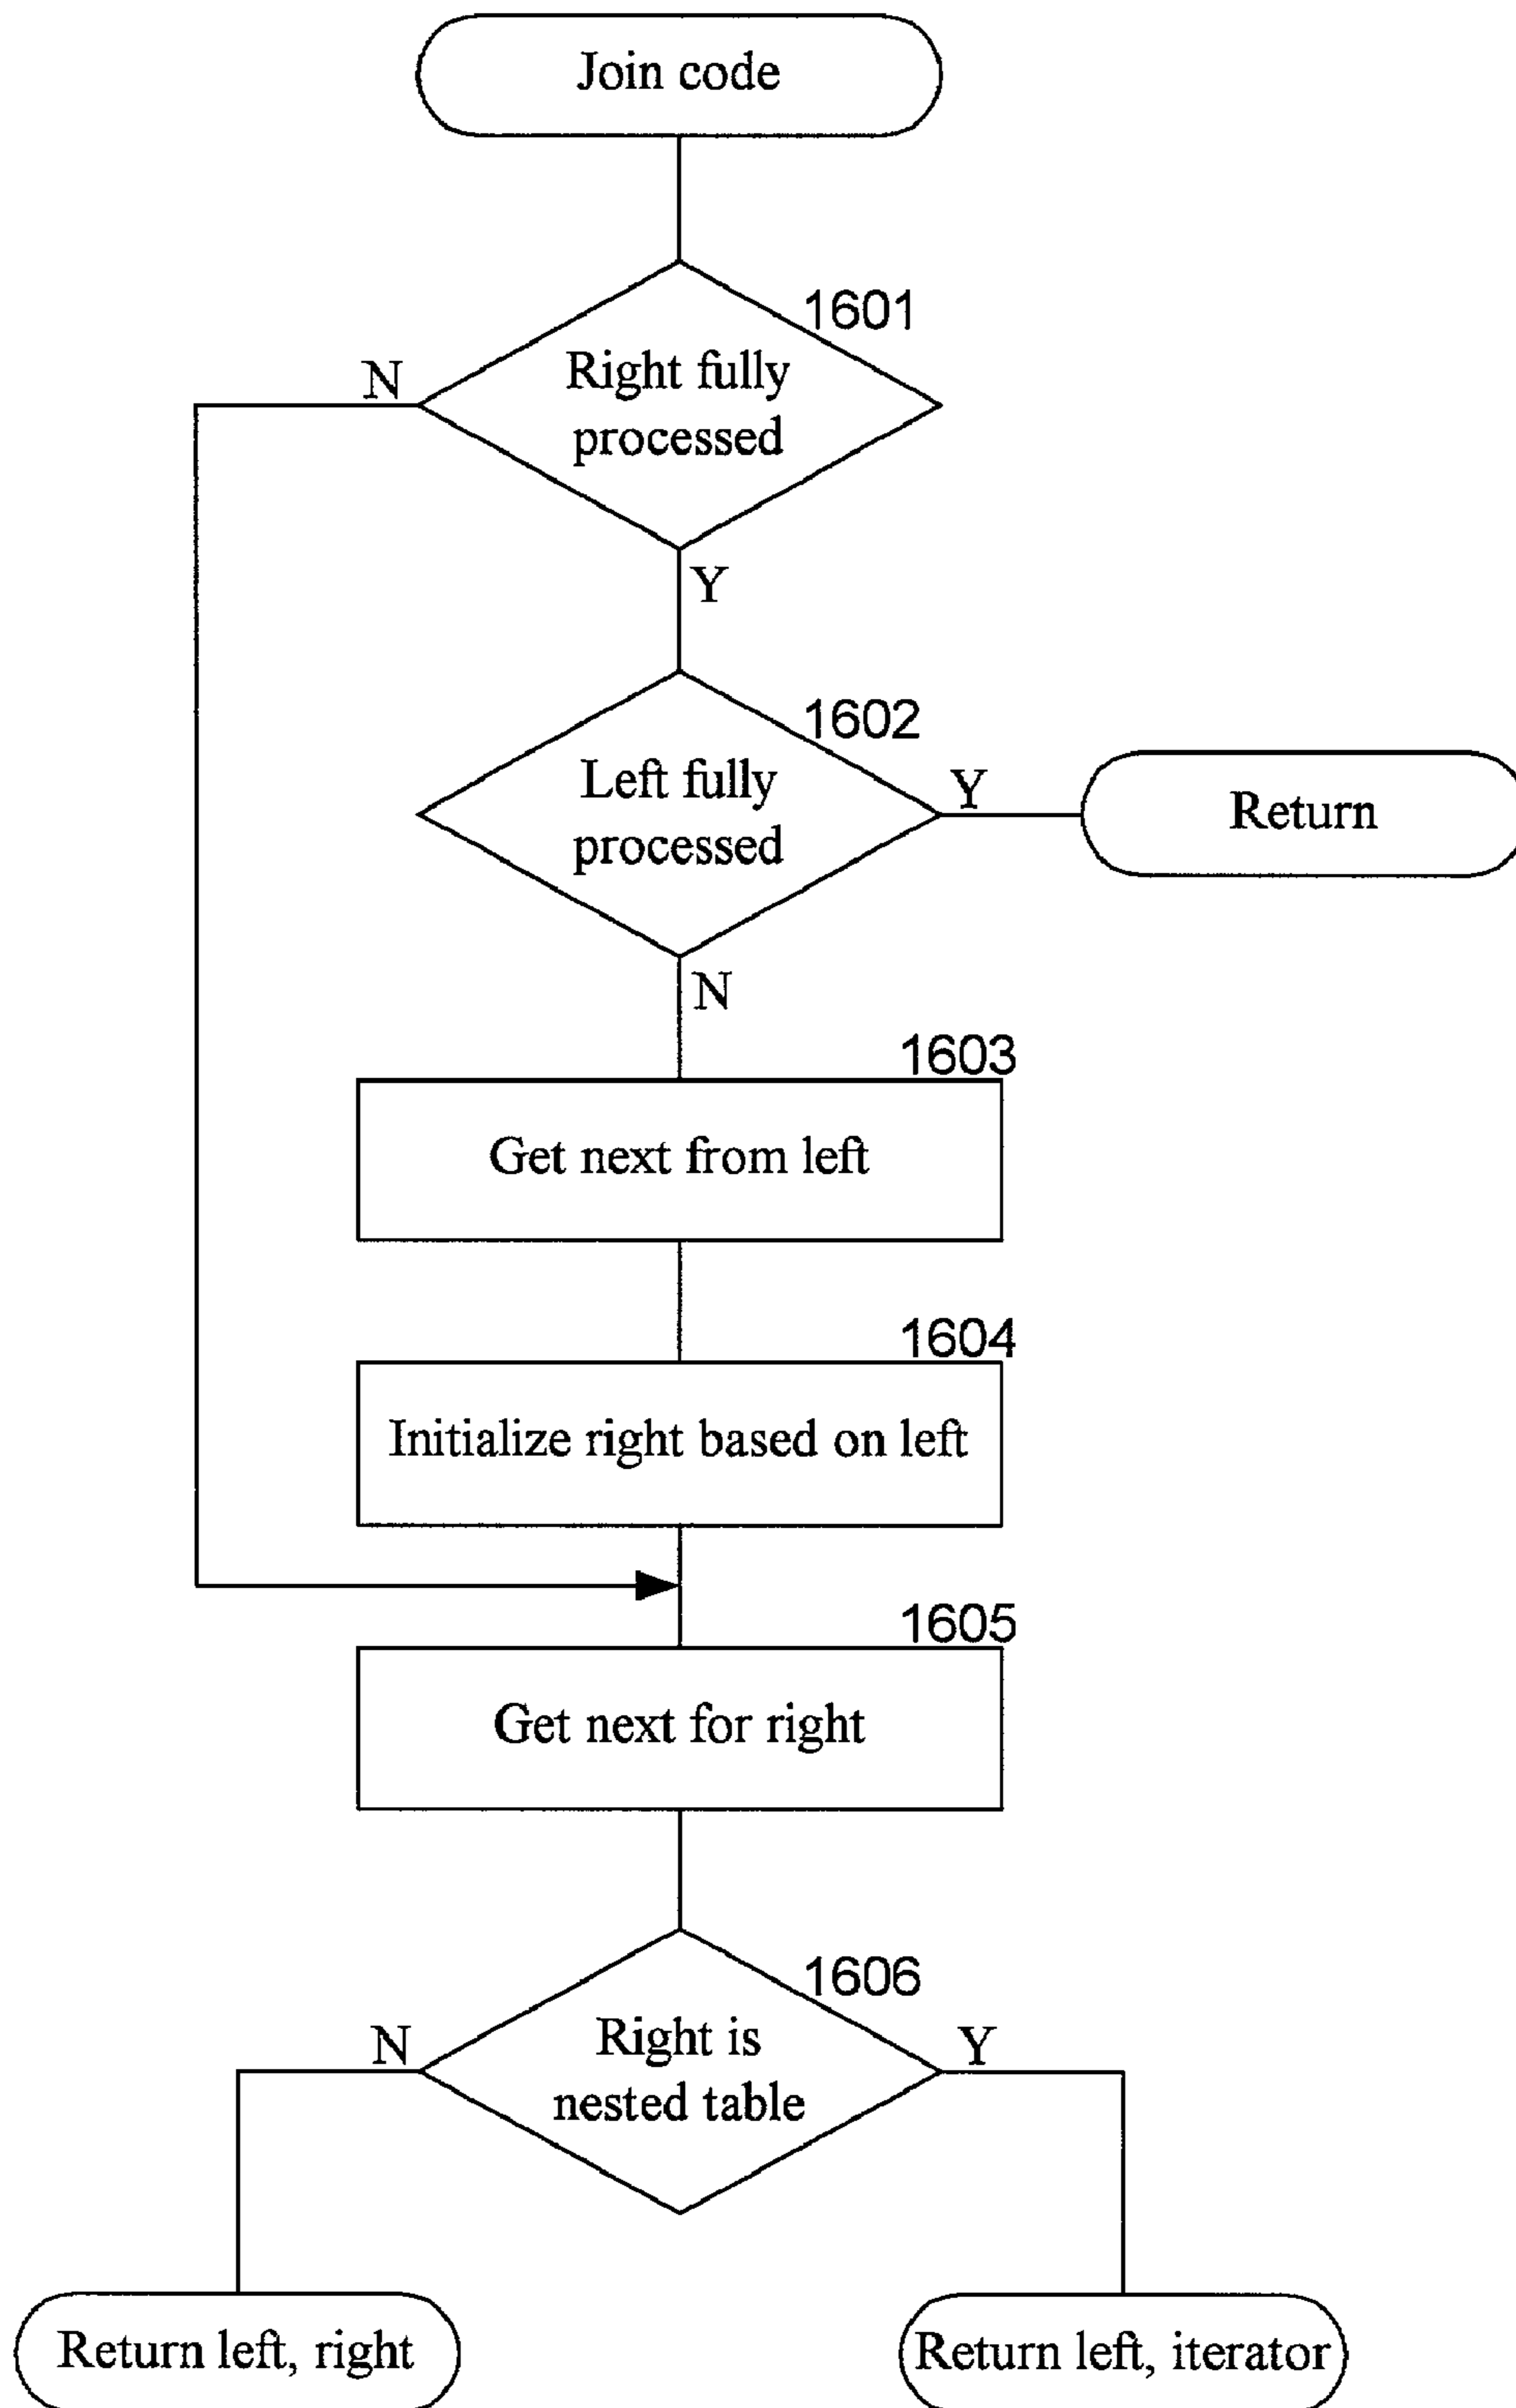 Join code
1601
N
Right fully
processed
Y
1602
Left fully
processed
Y
Return
N
1603
Get next from left
1604
Initialize right based on left
1605
Get next for right
1606
N
Right is
nested table
Y
Return left, right
Return left, iterator